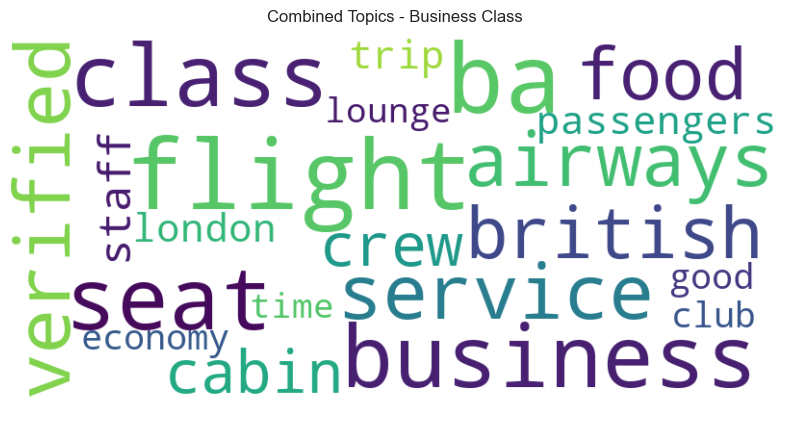 Combined Topics - Business Class
verified
class
trip
ba
food
lounge
passengers
staff
flight
airways
london
crew
british
seat
time
service
good
club
economy
cabin
business